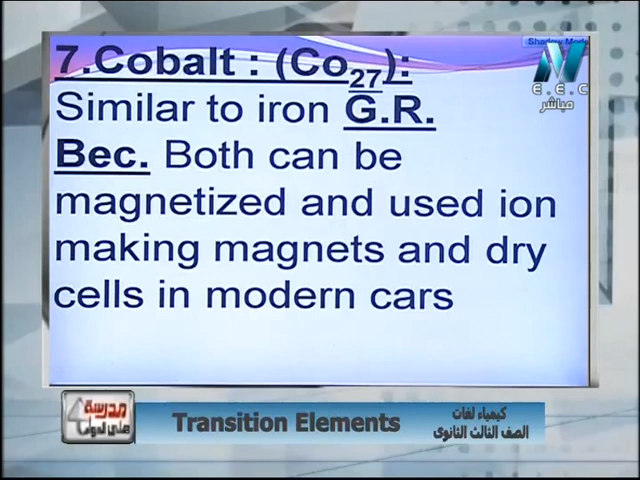 7.Cobalt : (Co27):
Similar to iron G.R.
Bec. Both can be
magnetized and used ion
making magnets and dry
cells in modern cars
E.E.C
مباشر
مدرسة
على الهواء
Transition Elements
كيمياء لغات
الصف الثالث الثانوى